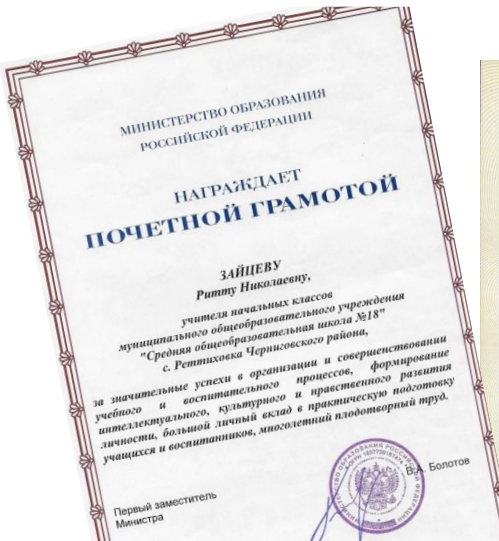 МИНИСТЕРСТВО ОБРАЗОВАНИЯ
РОССИЙСКОЙ ФЕДЕРАЦИИ
НАГРАЖДАЕТ
ПОЧЕТНОЙ ГРАМОТОЙ
ЗАЙЦЕВУ
Ритту Николаевну,
учителя начальных классов
муниципального общеобразовательного учреждения
"Средняя общеобразовательная школа №18"
с. Реттиховка Черниговского района,
за значительные успехи в организации и совершенствовании
учебного и воспитательного процессов, формирование
интеллектуального, культурного и нравственного развития
личности, большой личный вклад в практическую подготовку
учащихся и воспитанников, многолетний плодотворный труд.
Первый заместитель
Министра
В.А. Болотов